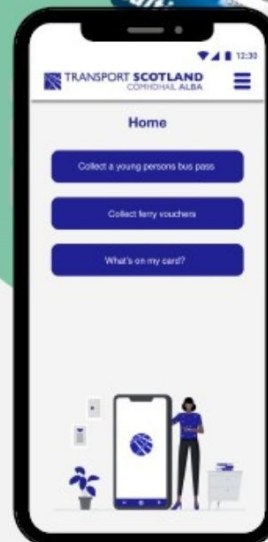 12:30
TRANSPORT SCOTLAND
COMHDHAIL ALBA
Home
Collect a young persons bus pass
Collect ferry vouchers
What's on my card?